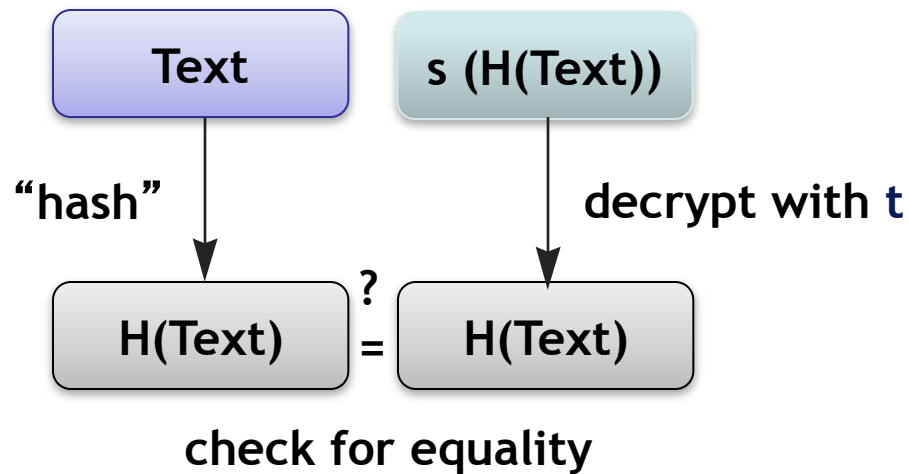 Text
s (H(Text))
“hash”
decrypt with t
H(Text)
?
=
H(Text)
check for equality